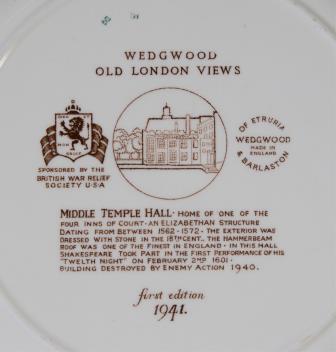 WEDGWOOD
OLD LONDON VIEWS
DIEU ET
MON DROIT
SPONSORED BY THE
BRITISH WAR RELIEF
SOCIETY U·S·A
OF ETRURIA
WEDGWOOD
MADE IN
ENGLAND
& BARLASTON
MIDDLE TEMPLE HALL · HOME OF ONE OF THE
FOUR INNS OF COURT · AN ELIZABETHAN STRUCTURE
DATING FROM BETWEEN 1562 · 1572 · THE EXTERIOR WAS
DRESSED WITH STONE IN THE 18TH CENT. · THE HAMMERBEAM
ROOF WAS ONE OF THE FINEST IN ENGLAND · IN THIS HALL
SHAKESPEARE TOOK PART IN THE FIRST PERFORMANCE OF HIS
"TWELTH NIGHT" ON FEBRUARY 2ND 1601 ·
BUILDING DESTROYED BY ENEMY ACTION 1940.
first edition
1941.